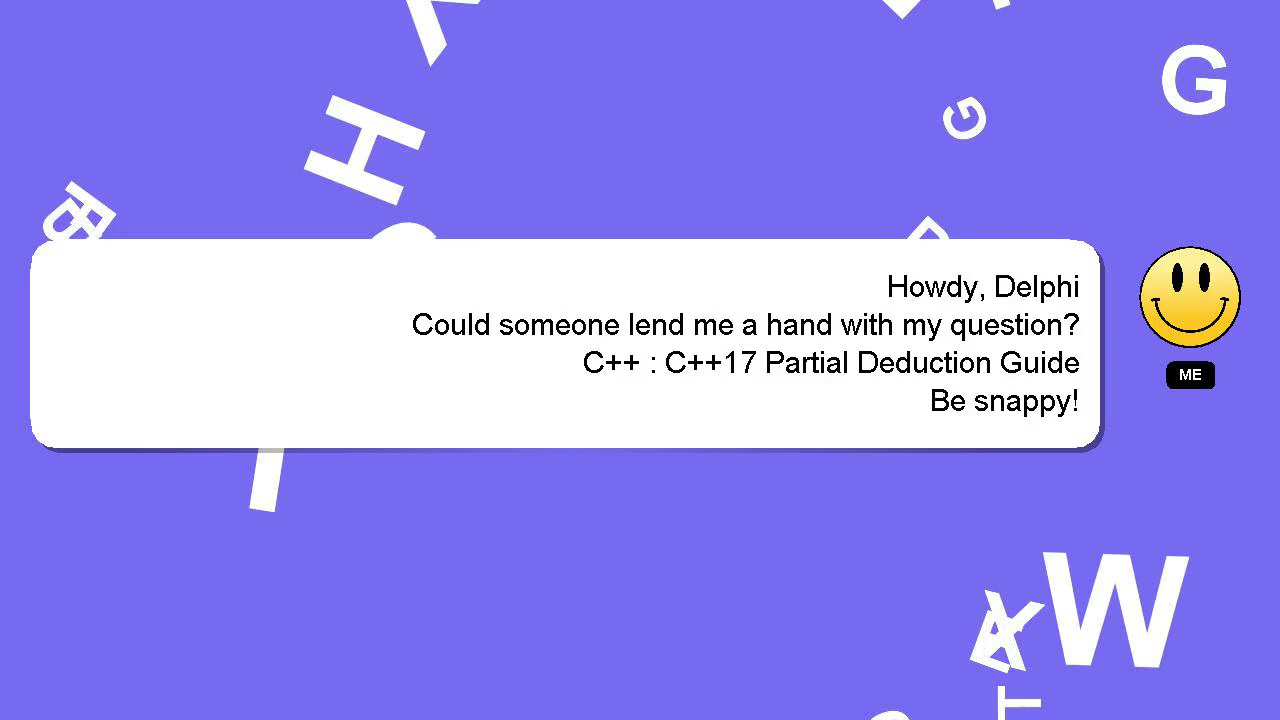 G
H
G
Howdy, Delphi
Could someone lend me a hand with my question?
C++ : C++17 Partial Deduction Guide
Be snappy!
ME
W
T